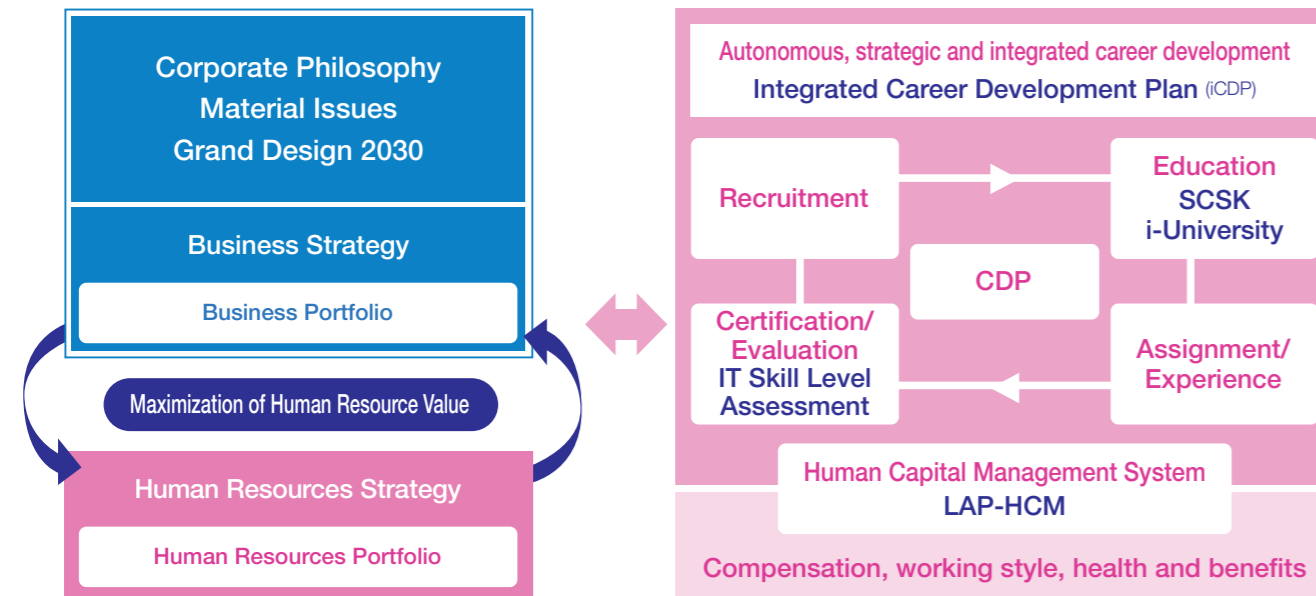 Corporate Philosophy
Material Issues
Grand Design 2030
Business Strategy
Business Portfolio
Maximization of Human Resource Value
Human Resources Strategy
Human Resources Portfolio
Autonomous, strategic and integrated career development
Integrated Career Development Plan (iCDP)
Recruitment
Education
SCSK
i-University
CDP
Certification/
Evaluation
IT Skill Level
Assessment
Assignment/
Experience
Human Capital Management System
LAP-HCM
Compensation, working style, health and benefits